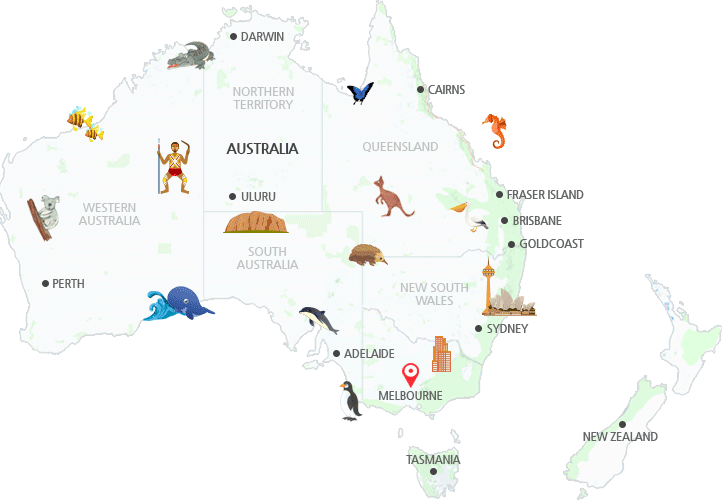 DARWIN
CAIRNS
NORTHERN
TERRITORY
AUSTRALIA
QUEENSLAND
ULURU
FRASER ISLAND
WESTERN
AUSTRALIA
BRISBANE
GOLDCOAST
SOUTH
AUSTRALIA
PERTH
NEW SOUTH
WALES
SYDNEY
ADELAIDE
MELBOURNE
NEW ZEALAND
TASMANIA